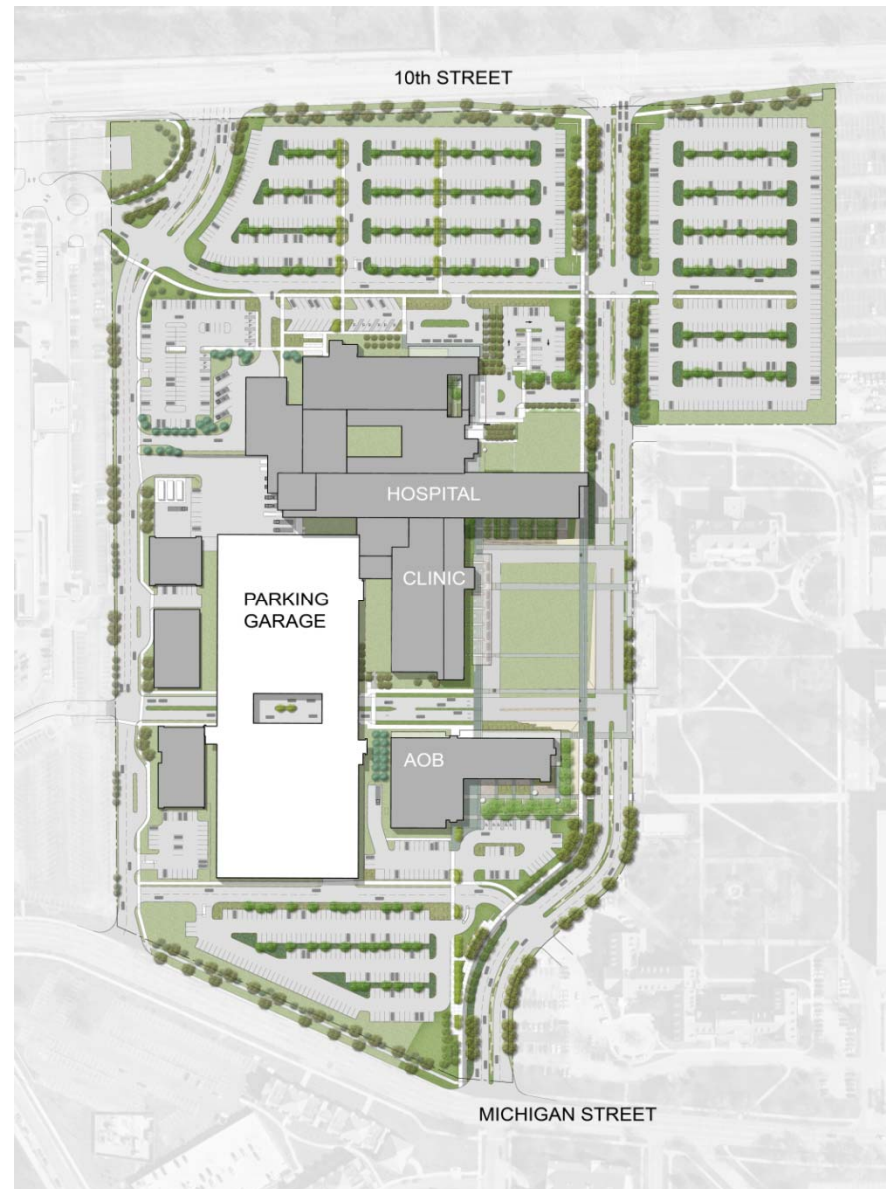 10th STREET
HOSPITAL
CLINIC
PARKING
GARAGE
AOB
MICHIGAN STREET